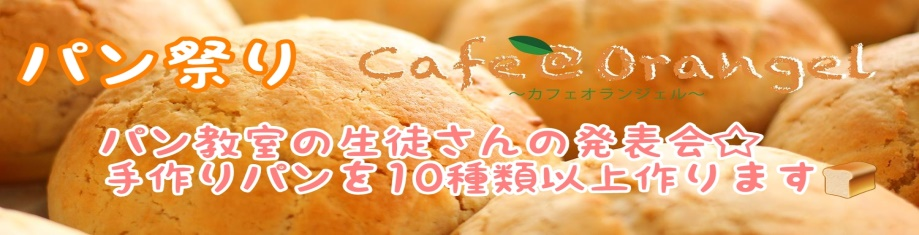 パン祭り Cafe@Orangel
～カフェオランジェル～
パン教室の生徒さんの発表会☆
手作りパンを10種類以上作ります